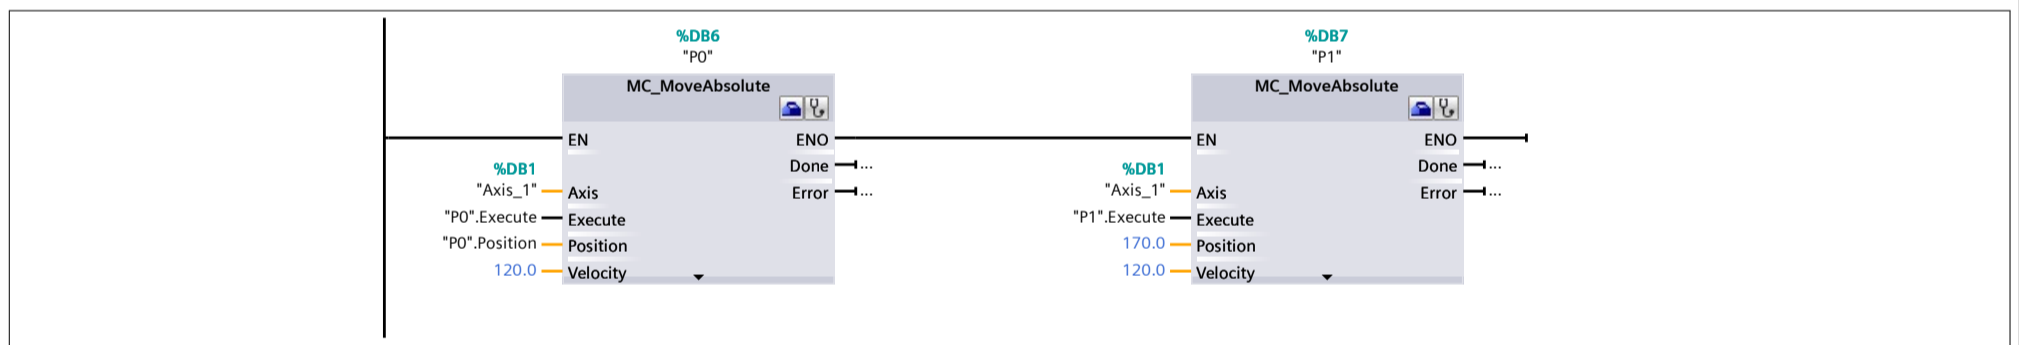 %DB6
"P0"
MC_MoveAbsolute
EN ENO
Done ...
%DB1
"Axis_1" Axis Error ...
"P0".Execute Execute
"P0".Position Position
120.0 Velocity
%DB7
"P1"
MC_MoveAbsolute
EN ENO
Done ...
%DB1
"Axis_1" Axis Error ...
"P1".Execute Execute
170.0 Position
120.0 Velocity